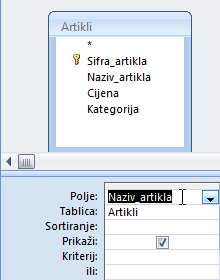 Artikli
*
Sifra_artikla
Naziv_artikla
Cijena
Kategorija
Polje: Naziv_artikla
Tablica: Artikli
Sortiranje:
Prikaži:
Kriterij:
ili: